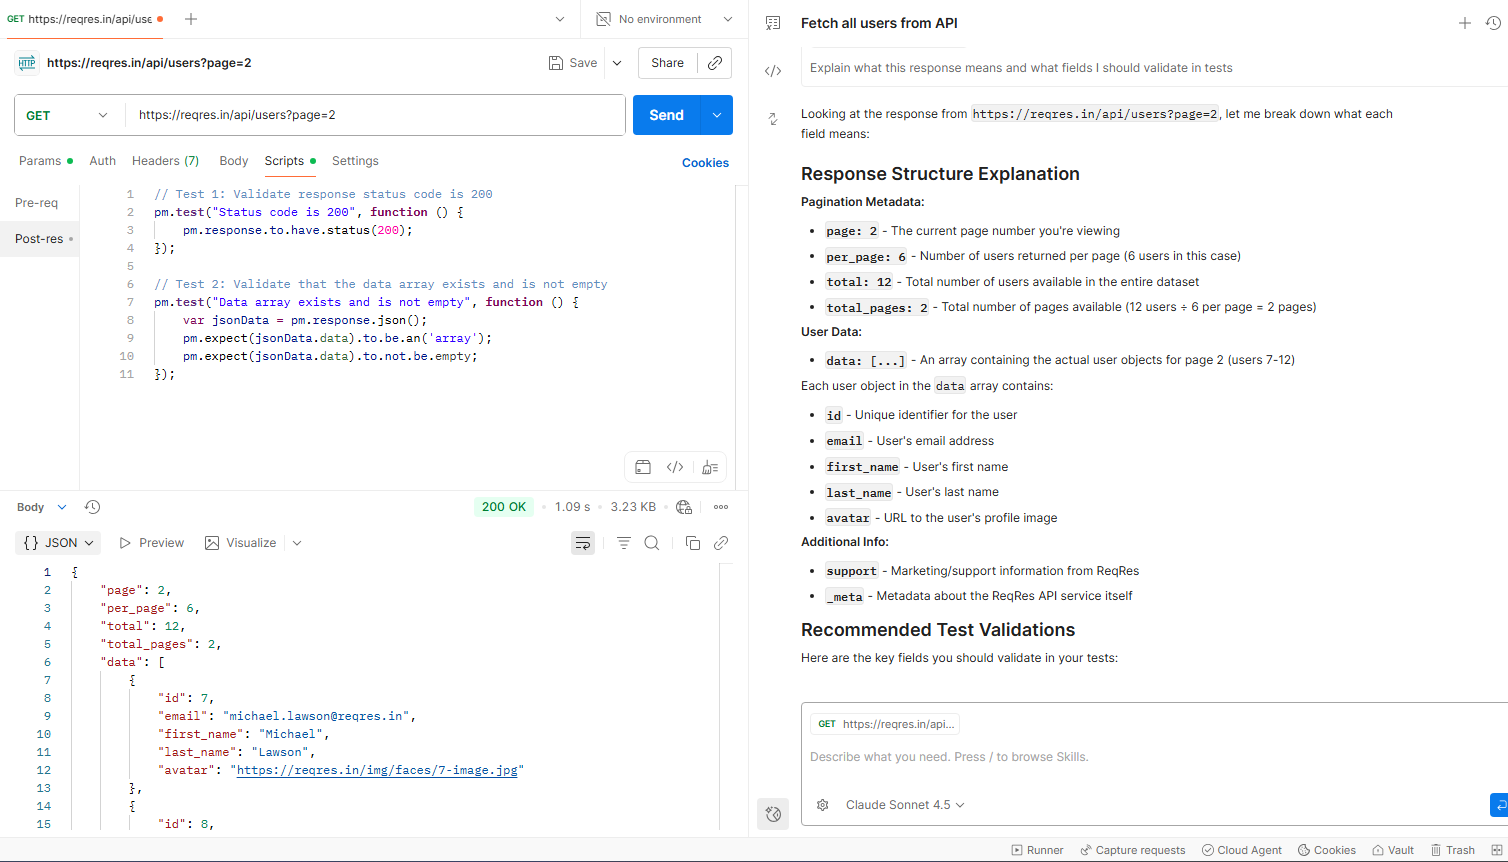 GET https://reqres.in/api/use
No environment
HTTP https://reqres.in/api/users?page=2
Save
Share
GET
https://reqres.in/api/users?page=2
Send
Params
Auth
Headers (7)
Body
Scripts
Settings
Cookies
Pre-req
Post-res
1 // Test 1: Validate response status code is 200
2 pm.test("Status code is 200", function () {
3 pm.response.to.have.status(200);
4 });
5
6 // Test 2: Validate that the data array exists and is not empty
7 pm.test("Data array exists and is not empty", function () {
8 var jsonData = pm.response.json();
9 pm.expect(jsonData.data).to.be.an('array');
10 pm.expect(jsonData.data).to.not.be.empty;
11 });
</>
Body
200 OK
1.09 s
3.23 KB
{} JSON
Preview
Visualize
1 {
2 "page": 2,
3 "per_page": 6,
4 "total": 12,
5 "total_pages": 2,
6 "data": [
7 {
8 "id": 7,
9 "email": "michael.lawson@reqres.in",
10 "first_name": "Michael",
11 "last_name": "Lawson",
12 "avatar": "https://reqres.in/img/faces/7-image.jpg"
13 },
14 {
15 "id": 8,
Fetch all users from API
Explain what this response means and what fields I should validate in tests
Looking at the response from https://reqres.in/api/users?page=2, let me break down what each
field means:
Response Structure Explanation
Pagination Metadata:
• page: 2 - The current page number you're viewing
• per_page: 6 - Number of users returned per page (6 users in this case)
• total: 12 - Total number of users available in the entire dataset
• total_pages: 2 - Total number of pages available (12 users ÷ 6 per page = 2 pages)
User Data:
• data: [...] - An array containing the actual user objects for page 2 (users 7-12)
Each user object in the data array contains:
• id - Unique identifier for the user
• email - User's email address
• first_name - User's first name
• last_name - User's last name
• avatar - URL to the user's profile image
Additional Info:
• support - Marketing/support information from ReqRes
• _meta - Metadata about the ReqRes API service itself
Recommended Test Validations
Here are the key fields you should validate in your tests:
GET https://reqres.in/api...
Describe what you need. Press / to browse Skills.
Claude Sonnet 4.5
Runner
Capture requests
Cloud Agent
Cookies
Vault
Trash